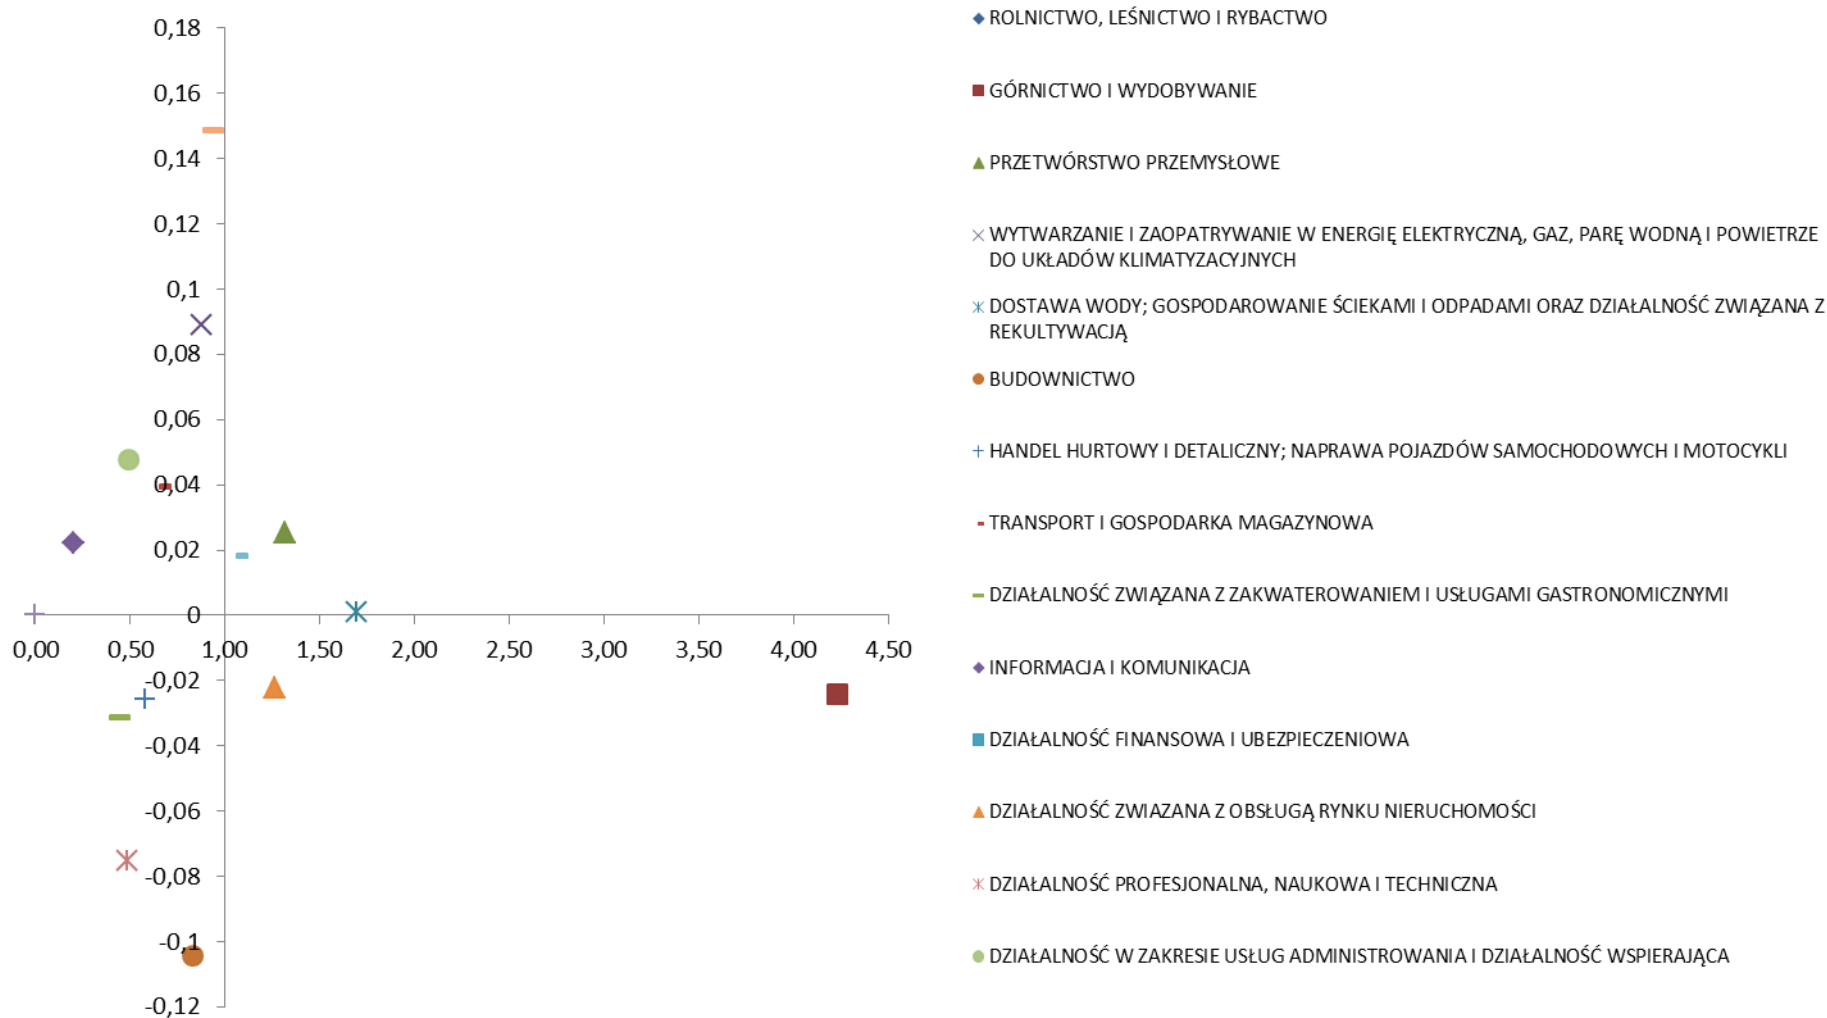 0,18
0,16
0,14
0,12
0,1
0,08
0,06
0,04
0,02
0
-0,02
-0,04
-0,06
-0,08
-0,1
-0,12
0,00 0,50 1,00 1,50 2,00 2,50 3,00 3,50 4,00 4,50
ROLNICTWO, LEŚNICTWO I RYBACTWO
GÓRNICTWO I WYDOBYWANIE
PRZETWÓRSTWO PRZEMYSŁOWE
WYTWARZANIE I ZAOPATRYWANIE W ENERGIĘ ELEKTRYCZNĄ, GAZ, PARĘ WODNĄ I POWIETRZE
DO UKŁADÓW KLIMATYZACYJNYCH
DOSTAWA WODY; GOSPODAROWANIE ŚCIEKAMI I ODPADAMI ORAZ DZIAŁALNOŚĆ ZWIĄZANA Z
REKULTYWACJĄ
BUDOWNICTWO
HANDEL HURTOWY I DETALICZNY; NAPRAWA POJAZDÓW SAMOCHODOWYCH I MOTOCYKLI
TRANSPORT I GOSPODARKA MAGAZYNOWA
DZIAŁALNOŚĆ ZWIĄZANA Z ZAKWATEROWANIEM I USŁUGAMI GASTRONOMICZNYMI
INFORMACJA I KOMUNIKACJA
DZIAŁALNOŚĆ FINANSOWA I UBEZPIECZENIOWA
DZIAŁALNOŚĆ ZWIAZANA Z OBSŁUGĄ RYNKU NIERUCHOMOŚCI
DZIAŁALNOŚĆ PROFESJONALNA, NAUKOWA I TECHNICZNA
DZIAŁALNOŚĆ W ZAKRESIE USŁUG ADMINISTROWANIA I DZIAŁALNOŚĆ WSPIERAJĄCA